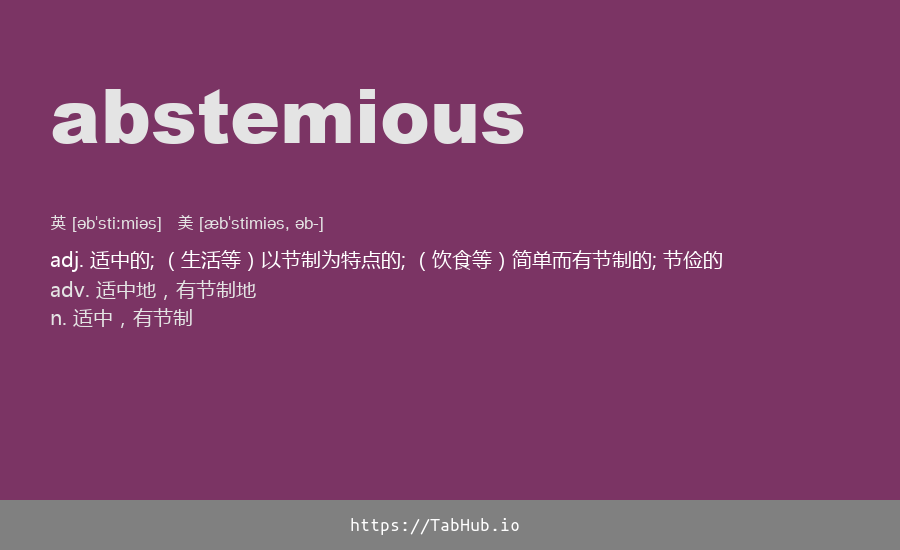 abstemious
英 [əbˈstiːmiəs]   美 [æbˈstimiəs, əb-]
adj. 适中的; （生活等）以节制为特点的; （饮食等）简单而有节制的; 节俭的
adv. 适中地，有节制地
n. 适中，有节制
https://TabHub.io